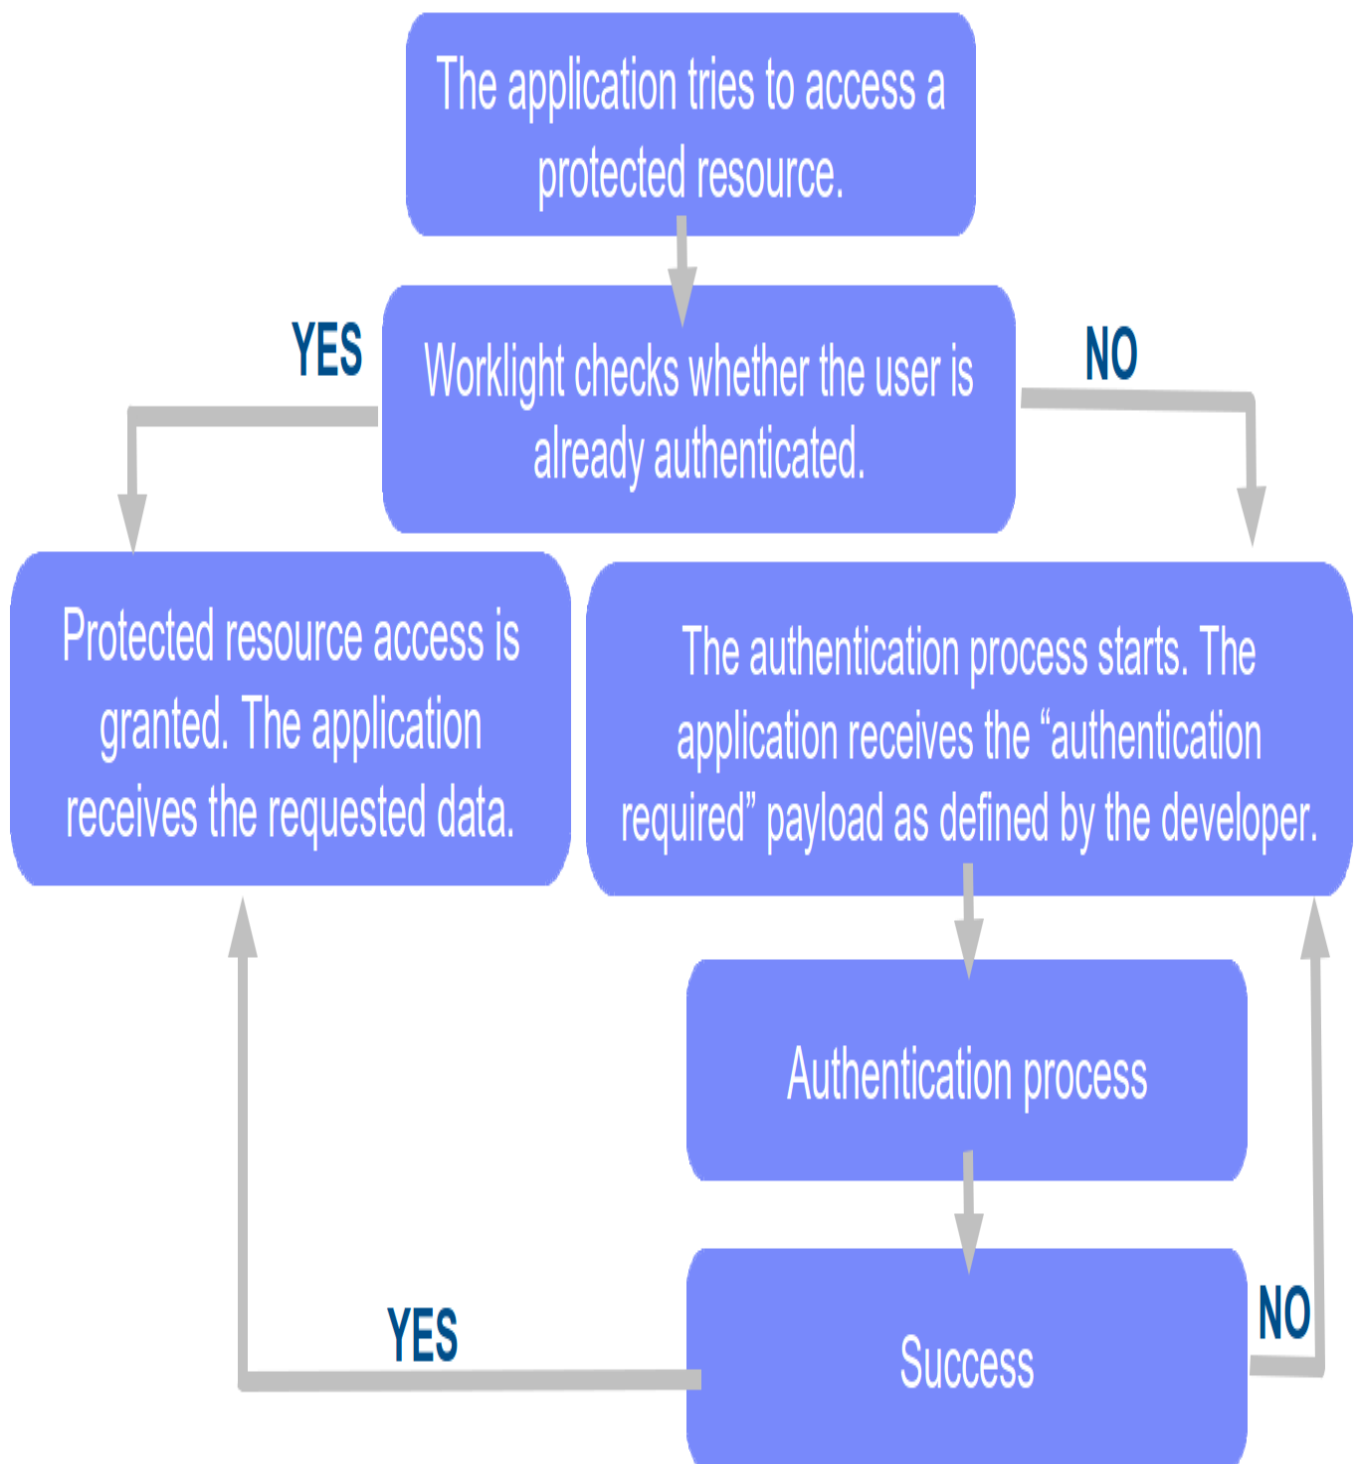 The application tries to access a
protected resource.
YES
NO
Worklight checks whether the user is
already authenticated.
Protected resource access is
granted. The application
receives the requested data.
The authentication process starts. The
application receives the “authentication
required” payload as defined by the developer.
Authentication process
YES
NO
Success